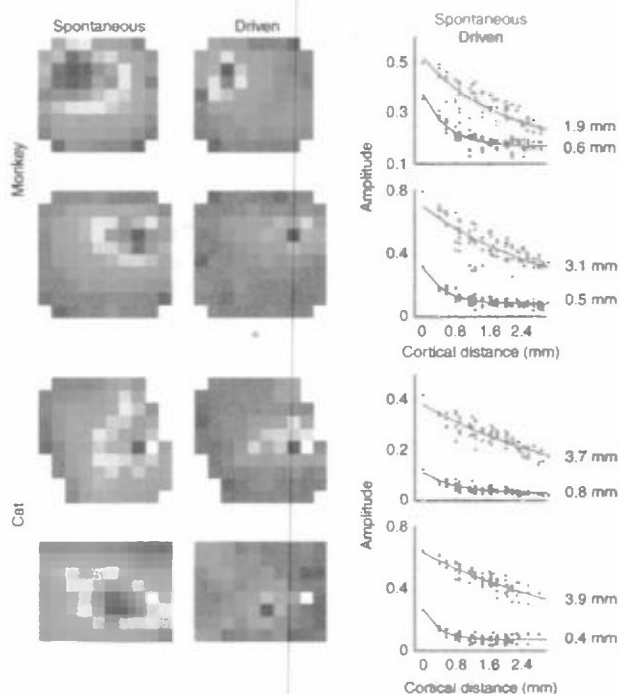 Spontaneous Driven
Spontaneous
Driven
Monkey
Amplitude
0.5
0.3
0.1
1.9 mm
0.6 mm
Amplitude
0.8
0.4
0
3.1 mm
0.5 mm
0 0.8 1.6 2.4
Cortical distance (mm)
Cat
Amplitude
0.4
0.2
0
3.7 mm
0.8 mm
Amplitude
0.8
0.4
0
3.9 mm
0.4 mm
0 0.8 1.6 2.4
Cortical distance (mm)